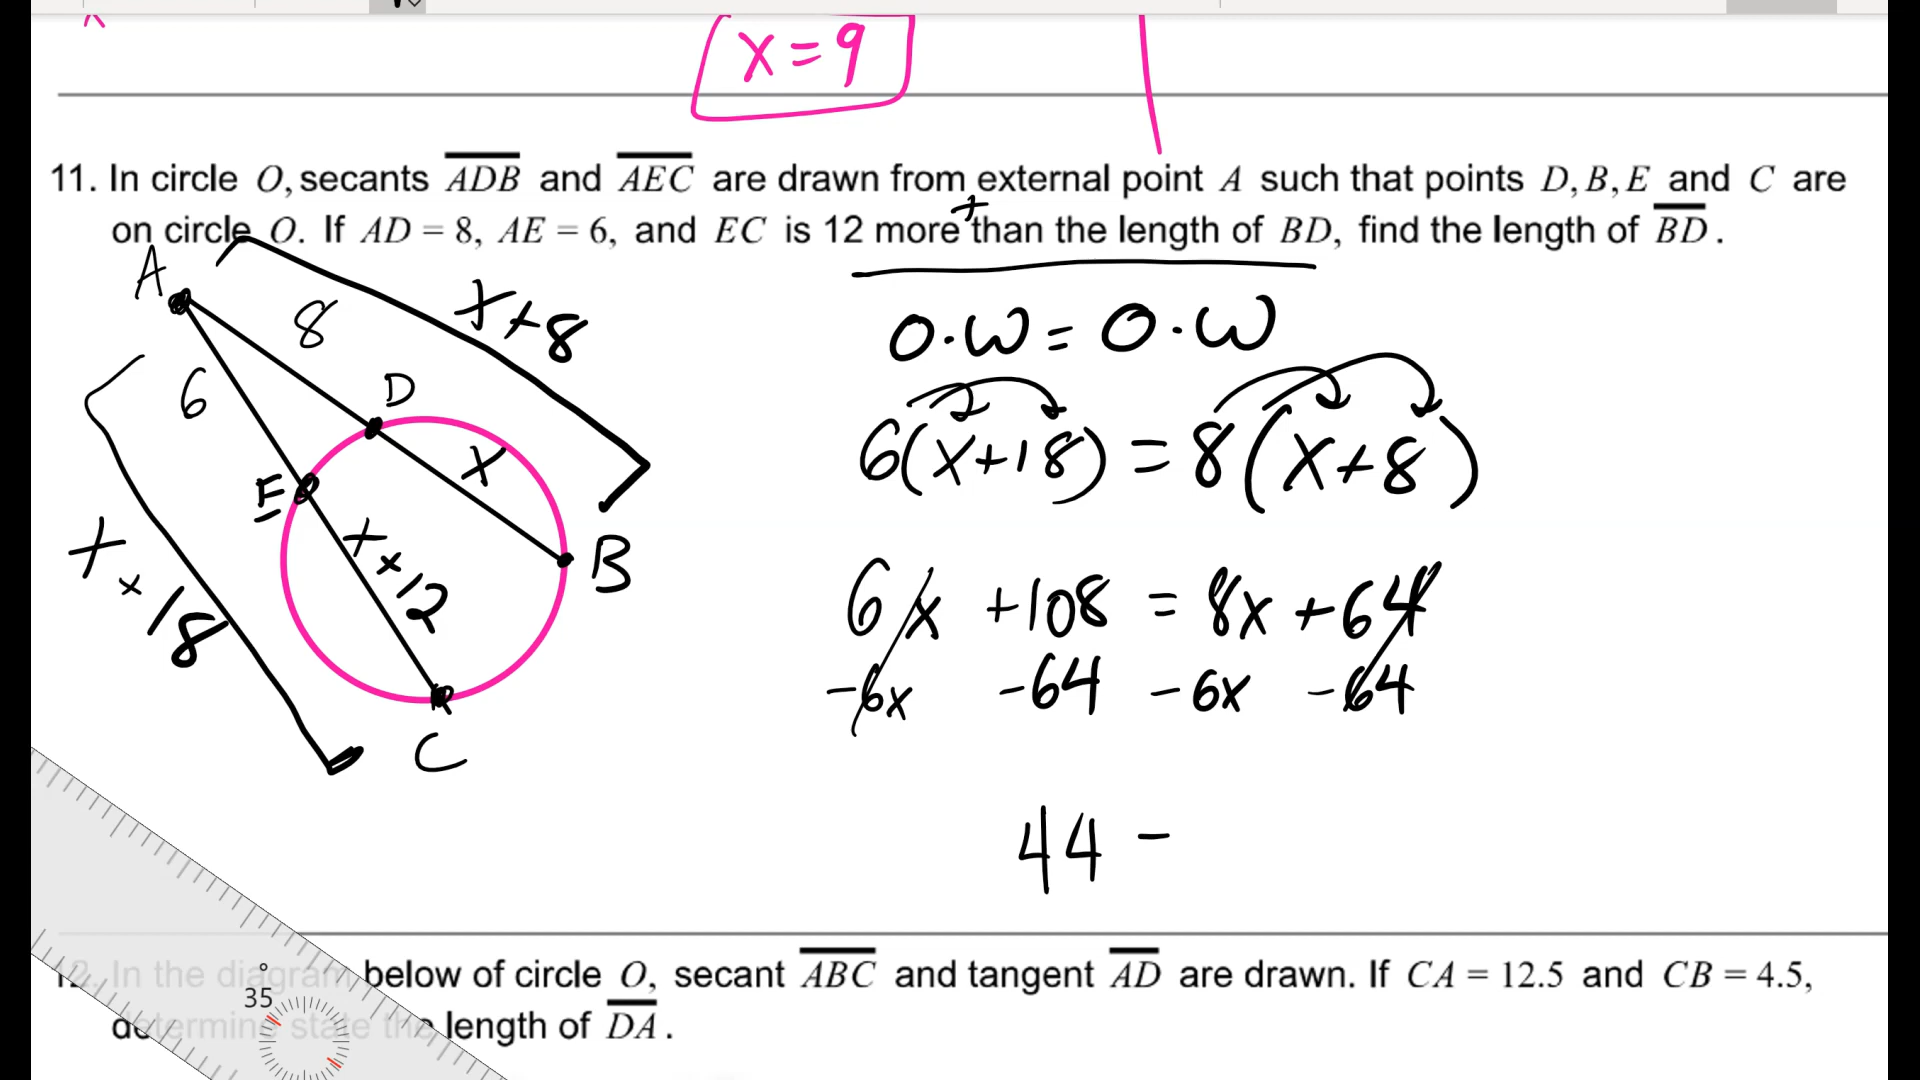 x = 9
11. In circle O, secants ADB and AEC are drawn from external point A such that points D, B, E and C are
+
on circle O. If AD = 8, AE = 6, and EC is 12 more than the length of BD, find the length of BD.
A
8
x+8
O·W = O·W
6
D
6(x+18) = 8(x+8)
x
E
x+12
B
x+18
6x +108 = 8x +64
-6x -64 -6x -64
C
44 =
12. In the diagram below of circle O, secant ABC and tangent AD are drawn. If CA = 12.5 and CB = 4.5,
35°
determine state the length of DA.